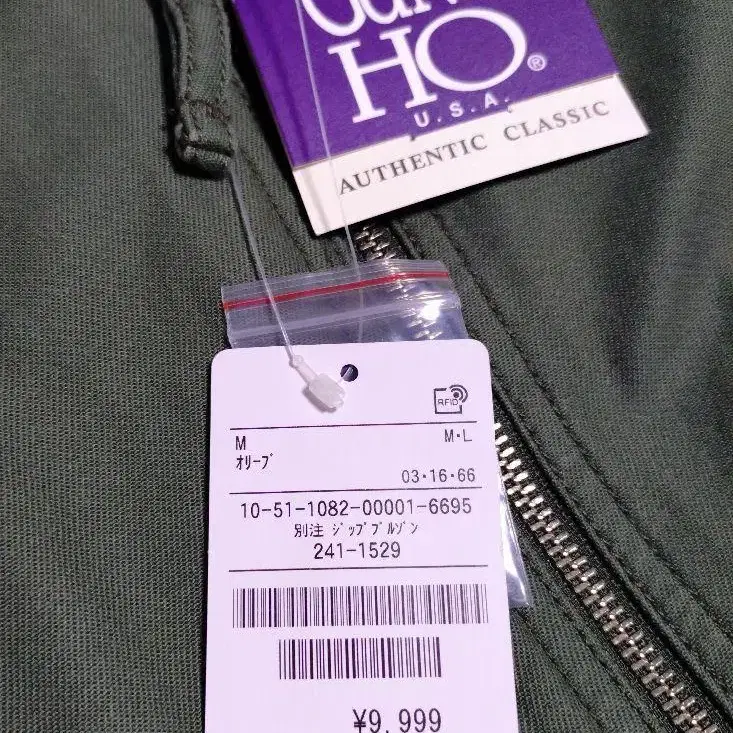 HO®
U.S.A.
AUTHENTIC CLASSIC
RFID
M M・L
ｵﾘｰﾌﾞ
03・16・66
10-51-1082-00001-6695
別注 ｼﾞｯﾌﾟﾌﾞﾙｿﾞﾝ
241-1529
¥9,999